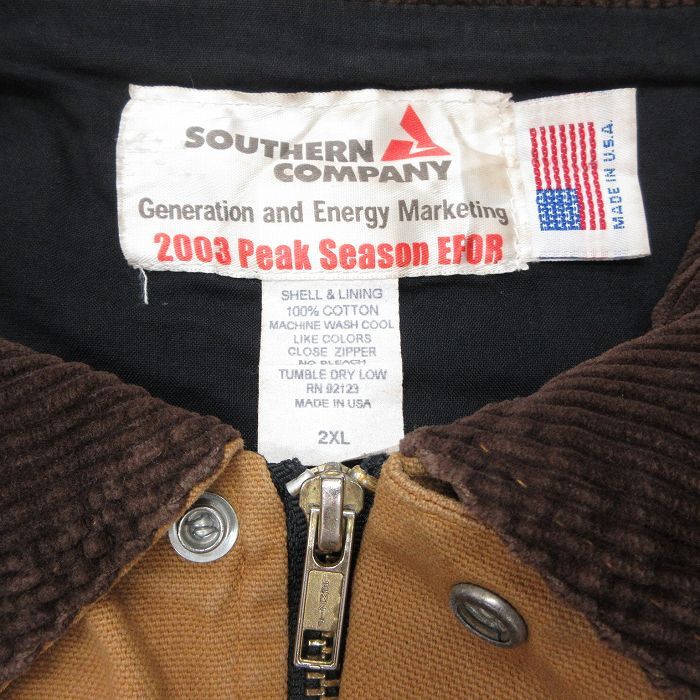 SOUTHERN
COMPANY
Generation and Energy Marketing
2003 Peak Season EFOR
MADE IN U.S.A.
SHELL & LINING
100% COTTON
MACHINE WASH COOL
LIKE COLORS
CLOSE ZIPPER
NO BLEACH
TUMBLE DRY LOW
RN 92123
MADE IN USA
2XL